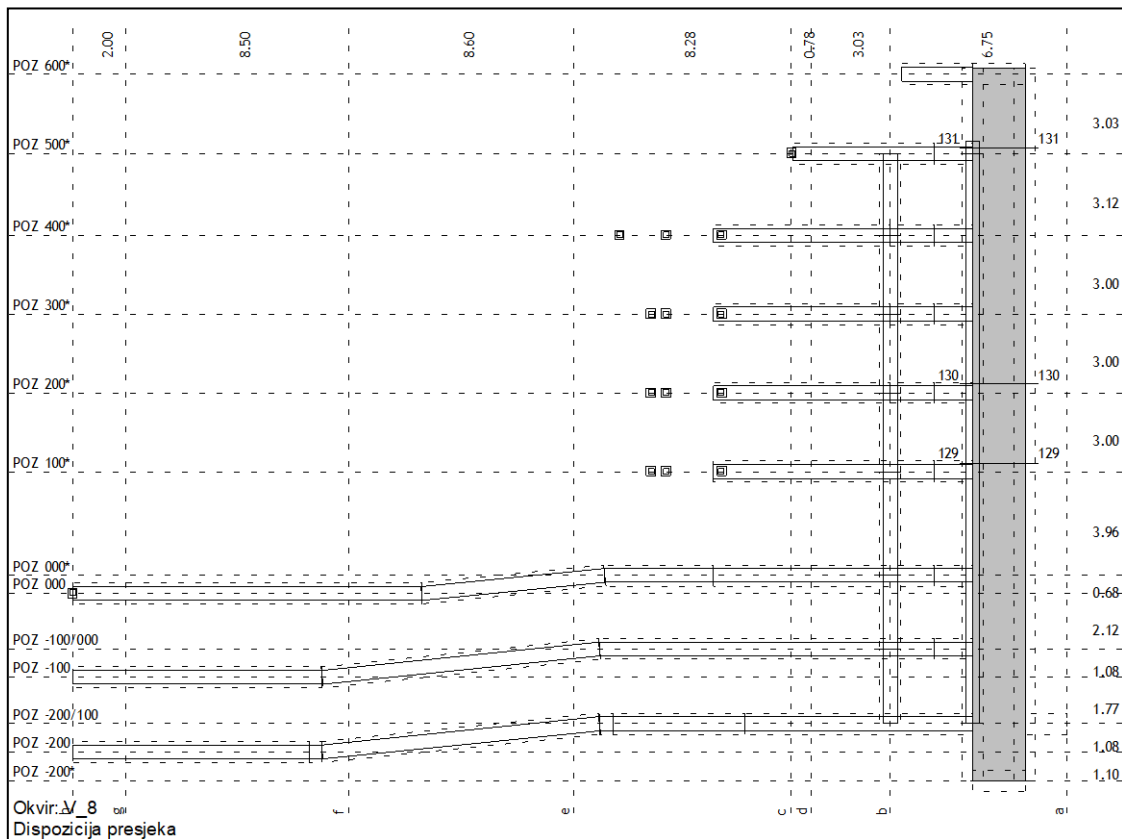 2.00 8.50 8.60 8.28 0.78 3.03 6.75
POZ 600*
3.03
POZ 500* 131 131
3.12
POZ 400*
3.00
POZ 300*
3.00
POZ 200* 130 130
3.00
POZ 100* 129 129
3.96
POZ 000*
POZ 000 0.68
POZ -100/000 2.12
POZ -100 1.08
POZ -200/100 1.77
POZ -200 1.08
POZ -200* 1.10
g f e c d b a
Okvir: V_8
Dispozicija presjeka